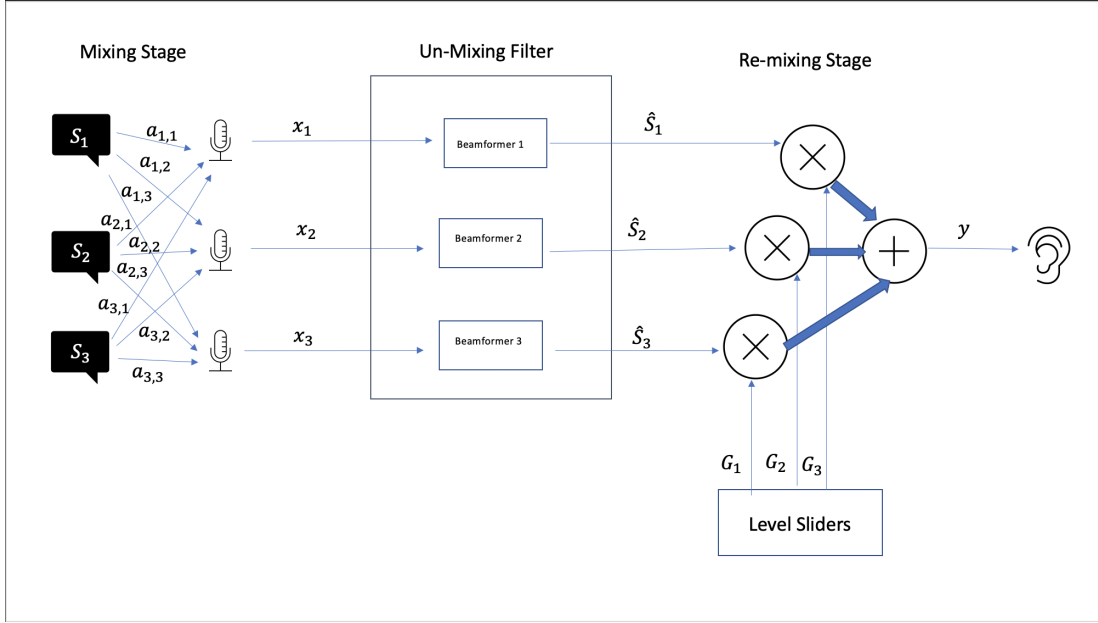 Mixing Stage
Un-Mixing Filter
Re-mixing Stage
S₁
a₁,₁
a₁,₂
a₁,₃
x₁
Beamformer 1
Ŝ₁
S₂
a₂,₁
a₂,₂
a₂,₃
x₂
Beamformer 2
Ŝ₂
y
S₃
a₃,₁
a₃,₂
a₃,₃
x₃
Beamformer 3
Ŝ₃
G₁
G₂
G₃
Level Sliders